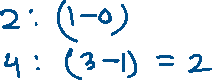 2: (1-0)
4: (3-1) = 2